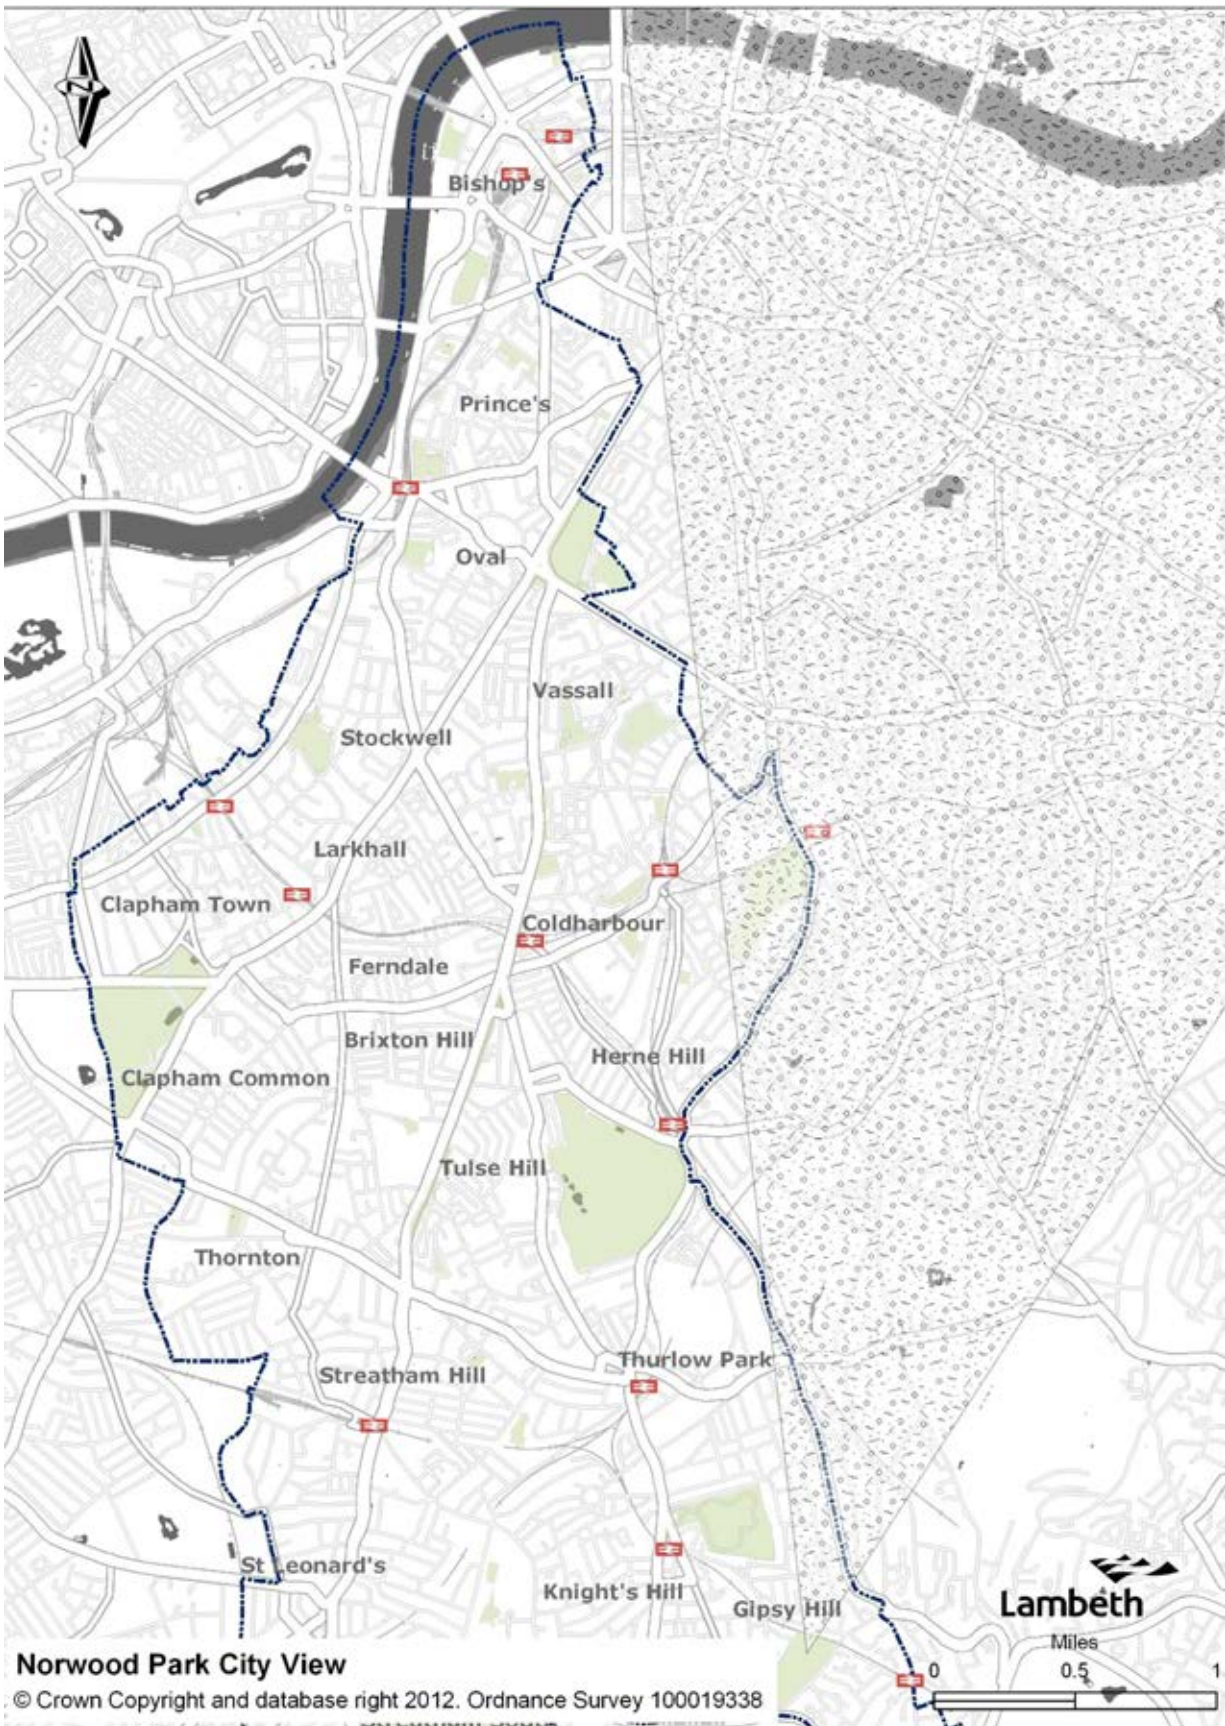 Bishop's
Prince's
Oval
Vassall
Stockwell
Larkhall
Clapham Town
Coldharbour
Ferndale
Brixton Hill
Herne Hill
Clapham Common
Tulse Hill
Thornton
Thurlow Park
Streatham Hill
St Leonard's
Knight's Hill
Gipsy Hill
Lambeth
Miles
0 0.5 1
Norwood Park City View
© Crown Copyright and database right 2012. Ordnance Survey 100019338